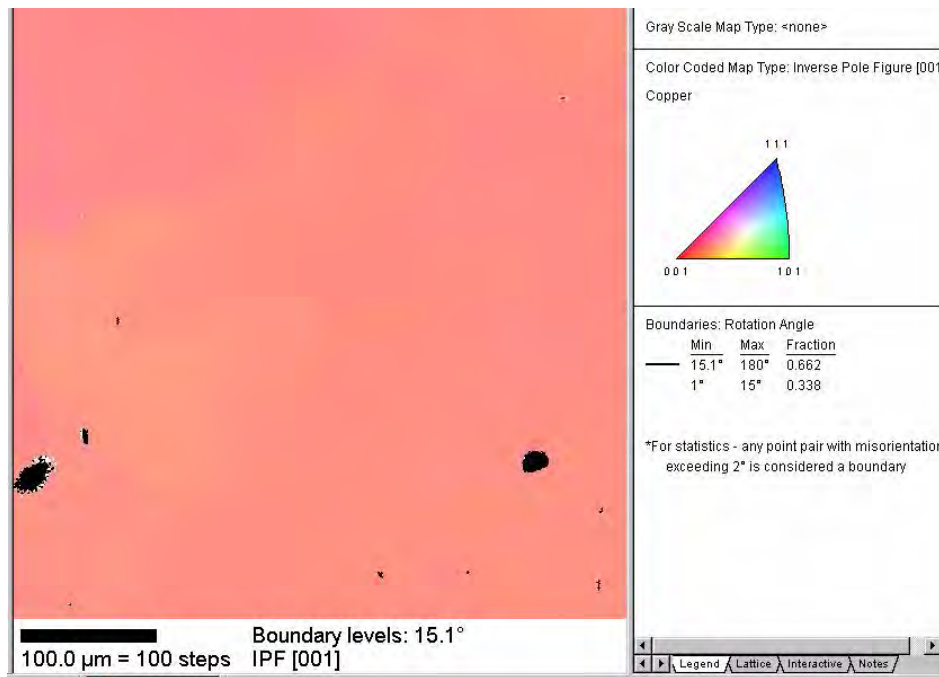 Gray Scale Map Type: <none>
Color Coded Map Type: Inverse Pole Figure [001
Copper
1 1 1
0 0 1
1 0 1
Boundaries: Rotation Angle
Min Max Fraction
15.1° 180° 0.662
1° 15° 0.338
*For statistics - any point pair with misorientation
exceeding 2° is considered a boundary
Boundary levels: 15.1°
100.0 µm = 100 steps IPF [001]
Legend Lattice Interactive Notes